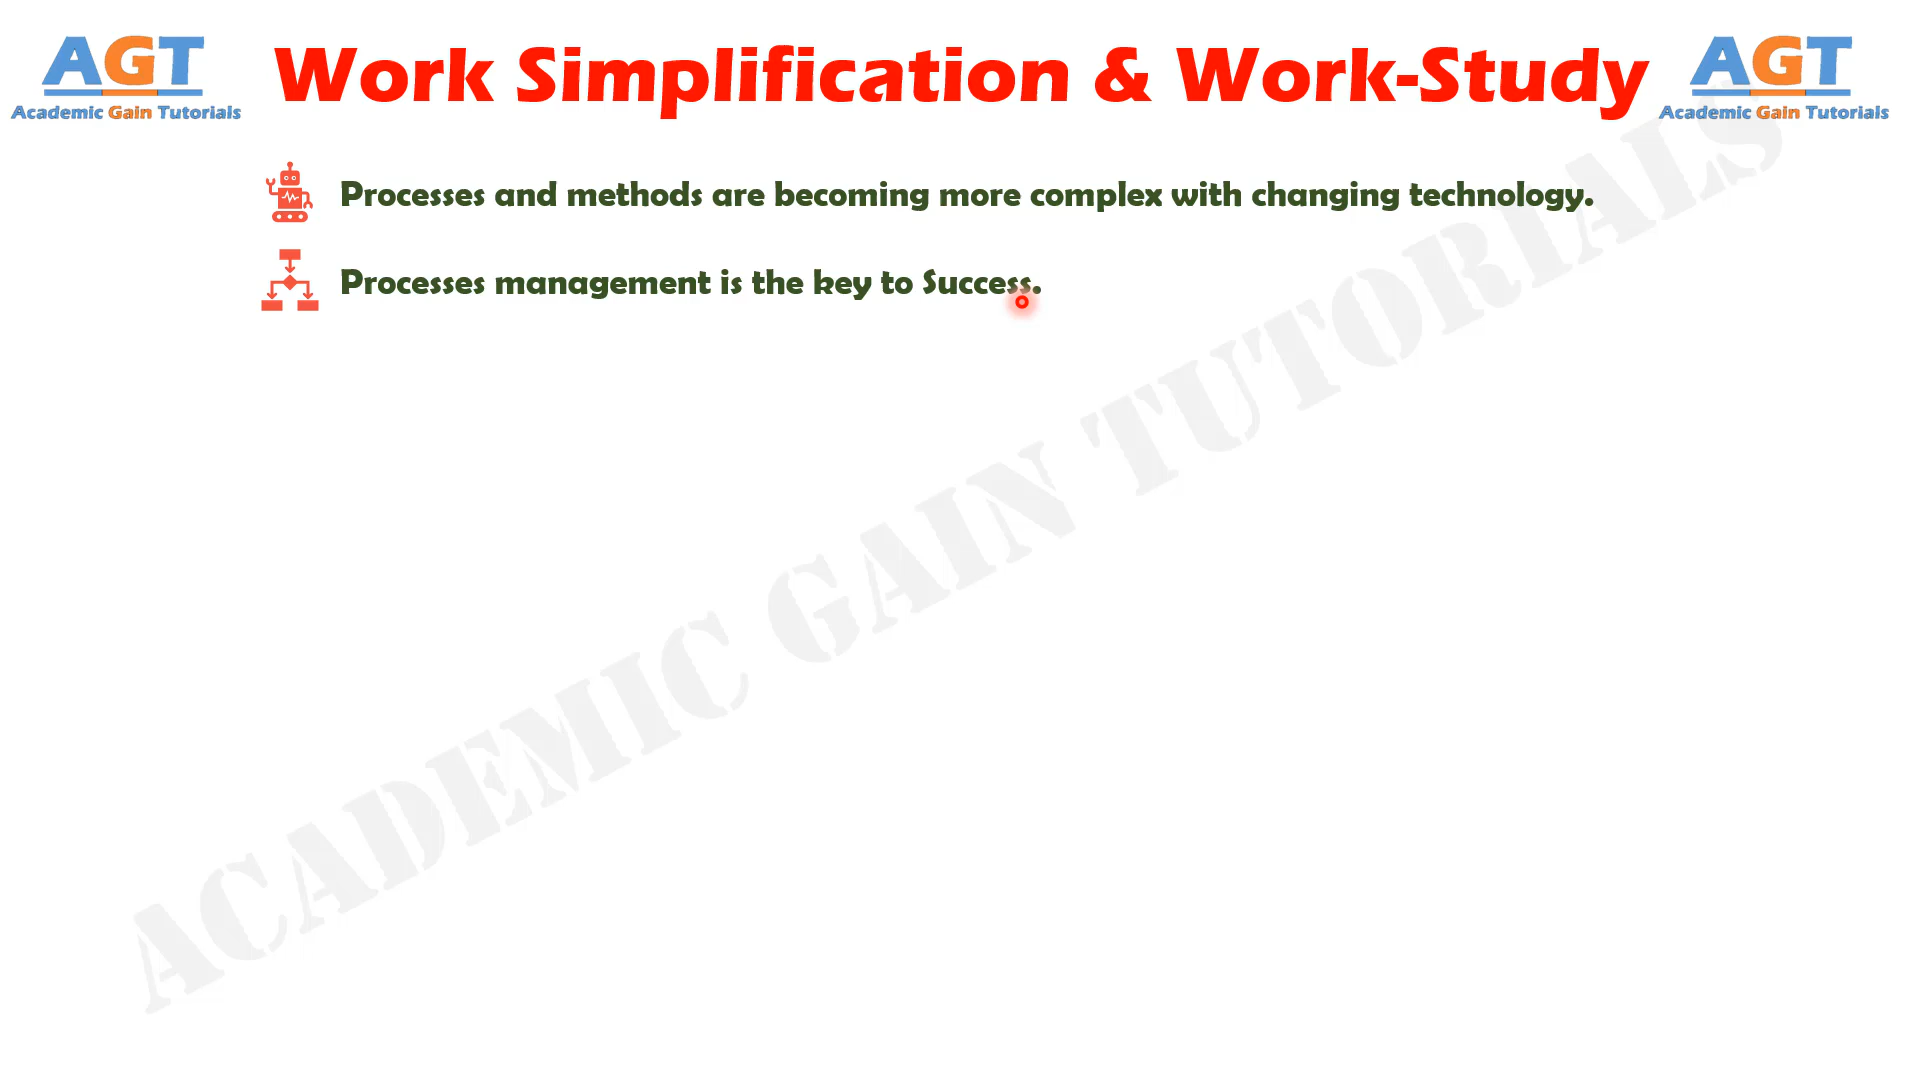 AGT
Academic Gain Tutorials
Work Simplification & Work-Study
AGT
Academic Gain Tutorials
Processes and methods are becoming more complex with changing technology.
Processes management is the key to Success.
ACADEMIC GAIN TUTORIALS